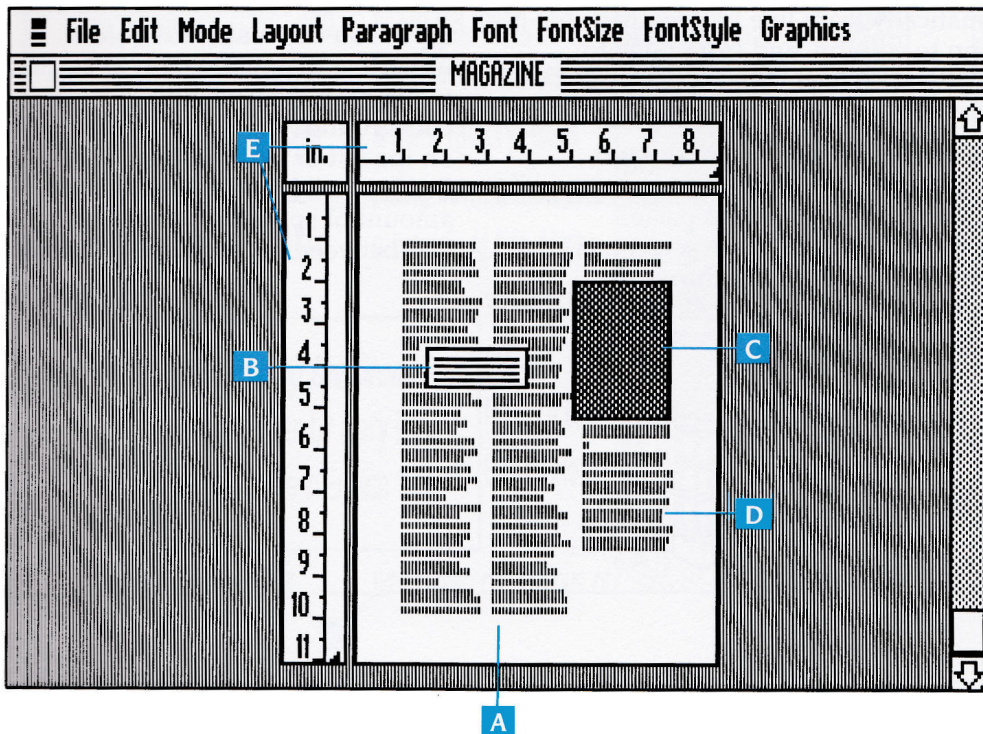 File Edit Mode Layout Paragraph Font FontSize FontStyle Graphics
MAGAZINE
in. 1 2 3 4 5 6 7 8
E
1
2
3
4
5
6
7
8
9
10
11
B
C
D
A